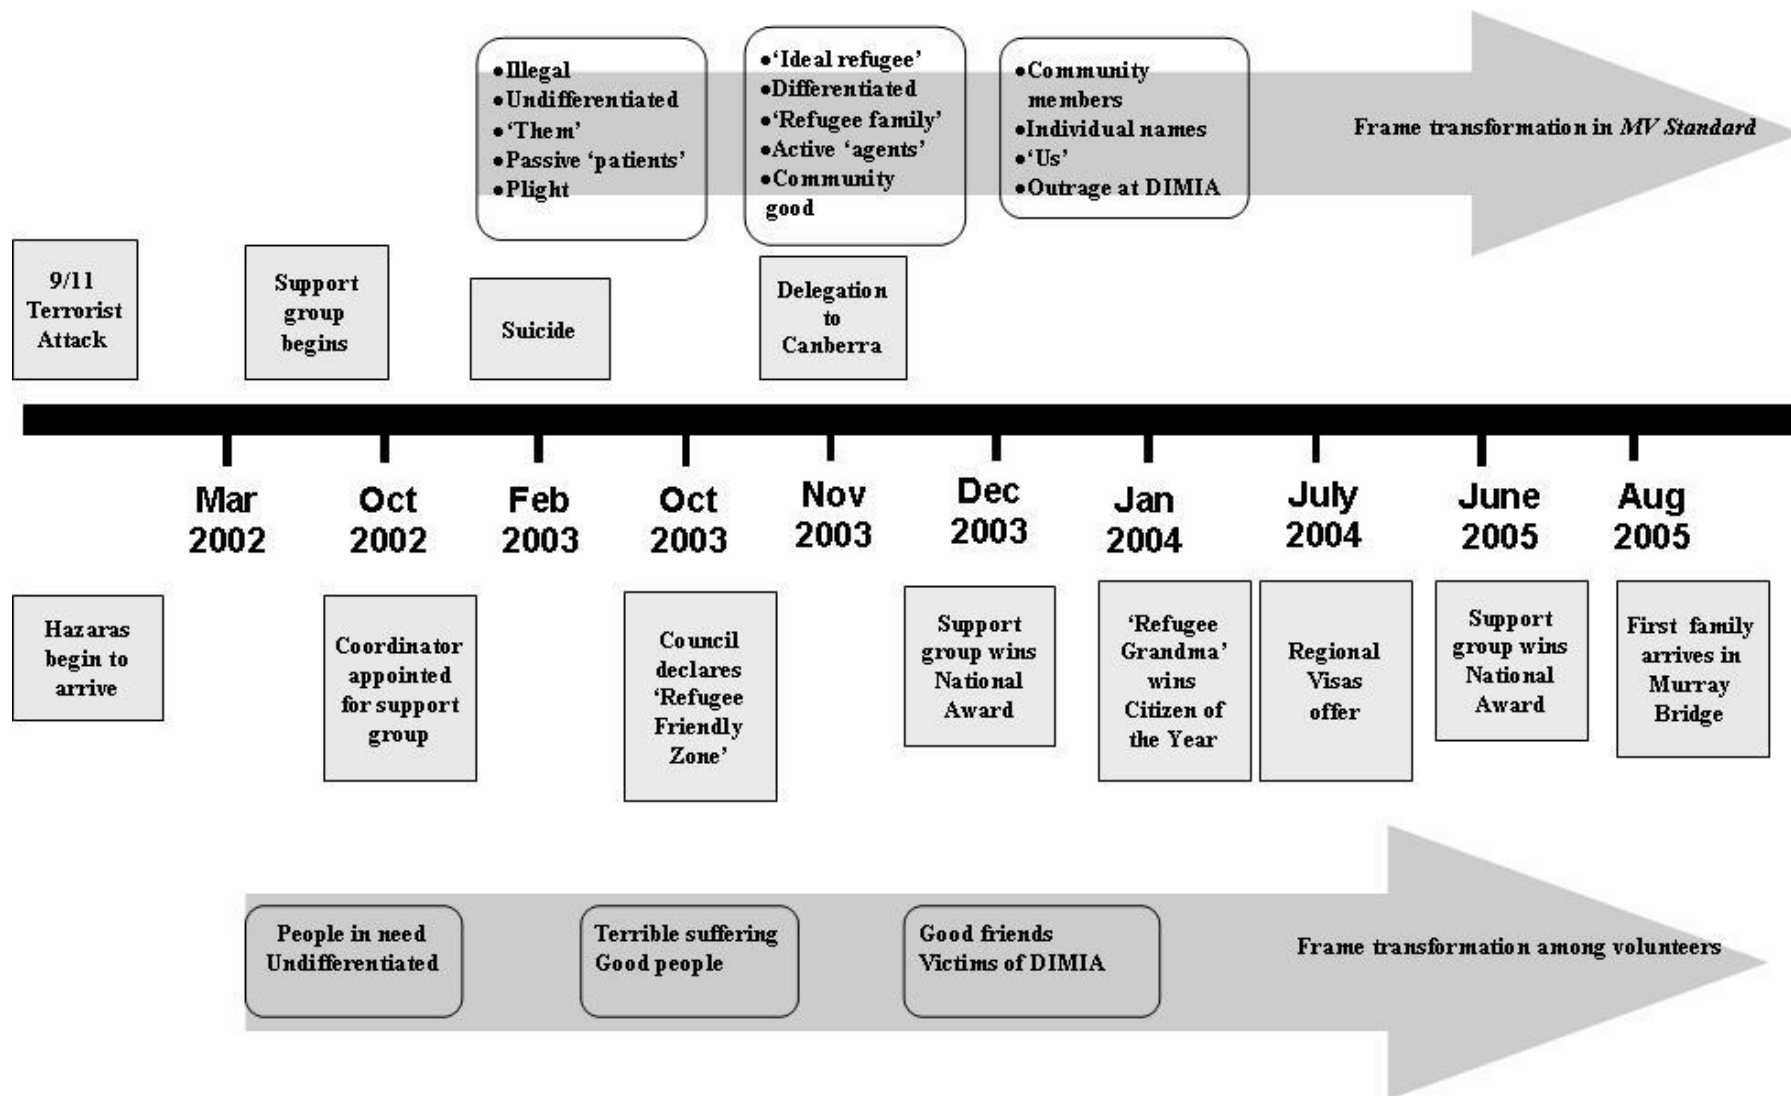 •Illegal
•Undifferentiated
•‘Them’
•Passive ‘patients’
•Plight
•‘Ideal refugee’
•Differentiated
•‘Refugee family’
•Active ‘agents’
•Community
good
•Community
members
•Individual names
•‘Us’
•Outrage at DIMIA
Frame transformation in MV Standard
9/11
Terrorist
Attack
Support
group
begins
Suicide
Delegation
to
Canberra
Mar
2002
Oct
2002
Feb
2003
Oct
2003
Nov
2003
Dec
2003
Jan
2004
July
2004
June
2005
Aug
2005
Hazaras
begin to
arrive
Coordinator
appointed
for support
group
Council
declares
‘Refugee
Friendly
Zone’
Support
group wins
National
Award
‘Refugee
Grandma’
wins
Citizen of
the Year
Regional
Visas
offer
Support
group wins
National
Award
First family
arrives in
Murray
Bridge
People in need
Undifferentiated
Terrible suffering
Good people
Good friends
Victims of DIMIA
Frame transformation among volunteers